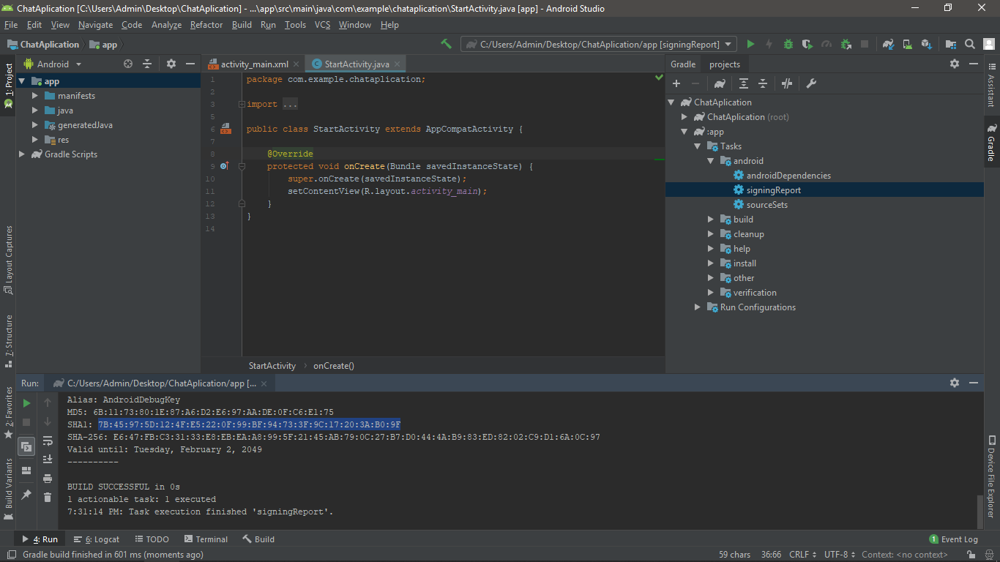 ChatAplication [C:\Users\Admin\Desktop\ChatAplication] - ...\app\src\main\java\com\example\chataplication\StartActivity.java [app] - Android Studio
File Edit View Navigate Code Analyze Refactor Build Run Tools VCS Window Help
ChatAplication app
C:/Users/Admin/Desktop/ChatAplication/app [signingReport]
1: Project
Layout Captures
7: Structure
2: Favorites
Build Variants
Android
app
manifests
java
generatedJava
res
Gradle Scripts
activity_main.xml
StartActivity.java
1 package com.example.chataplication;
2
3 import ...
5
6 public class StartActivity extends AppCompatActivity {
7
8 @Override
9 protected void onCreate(Bundle savedInstanceState) {
10 super.onCreate(savedInstanceState);
11 setContentView(R.layout.activity_main);
12 }
13 }
14
StartActivity onCreate()
Gradle projects
ChatAplication
ChatAplication (root)
:app
Tasks
android
androidDependencies
signingReport
sourceSets
build
cleanup
help
install
other
verification
Run Configurations
Assistant
Gradle
Device File Explorer
Run: C:/Users/Admin/Desktop/ChatAplication/app [...
Alias: AndroidDebugKey
MD5: 6B:11:73:80:1E:87:A6:D2:E6:97:AA:DE:0F:C6:E1:75
SHA1: 7B:45:97:5D:12:4F:E5:22:0F:99:BF:94:73:3F:9C:17:20:3A:B0:9F
SHA-256: E6:47:FB:C3:31:33:E8:EB:EA:A8:99:5F:21:45:AB:79:0C:27:B7:D0:44:4A:B9:83:ED:82:02:C9:D1:6A:0C:97
Valid until: Tuesday, February 2, 2049
----------
BUILD SUCCESSFUL in 0s
1 actionable task: 1 executed
7:31:14 PM: Task execution finished 'signingReport'.
4: Run 6: Logcat TODO Terminal Build 1 Event Log
Gradle build finished in 601 ms (moments ago) 59 chars 36:66 CRLF UTF-8 Context: <no context>